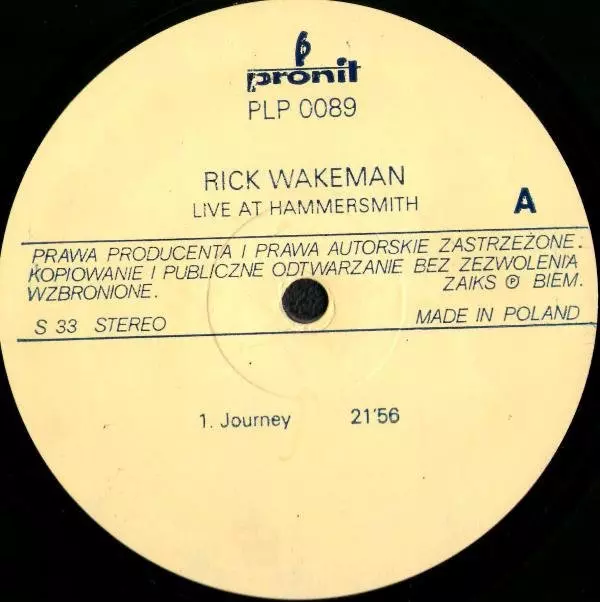 pronit
PLP 0089
RICK WAKEMAN
LIVE AT HAMMERSMITH
A
PRAWA PRODUCENTA I PRAWA AUTORSKIE ZASTRZEŻONE.
KOPIOWANIE I PUBLICZNE ODTWARZANIE BEZ ZEZWOLENIA
WZBRONIONE. ZAIKS ℗ BIEM.
S 33 STEREO MADE IN POLAND
1. Journey 21'56